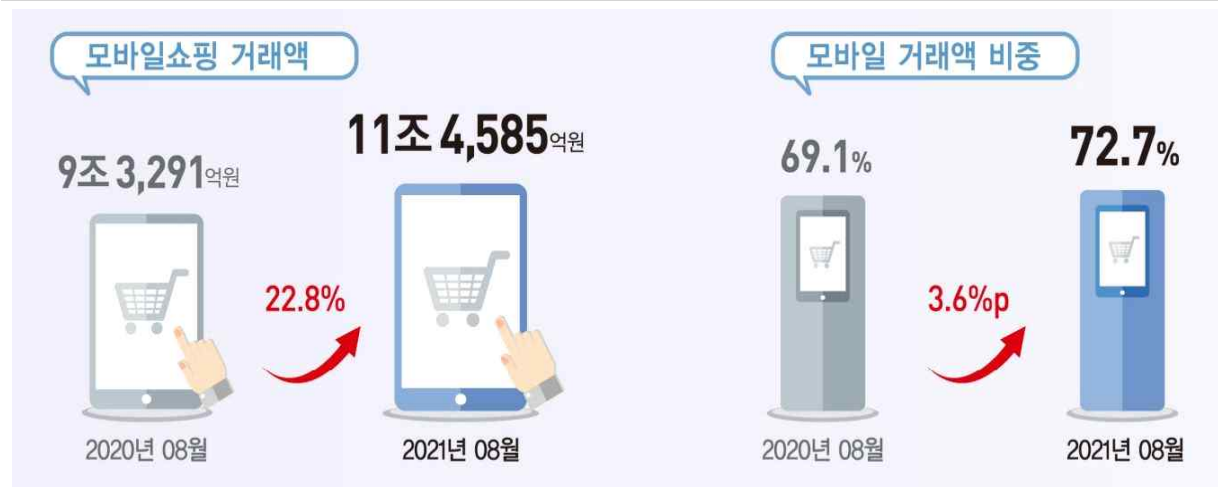 모바일쇼핑 거래액
9조 3,291억원
11조 4,585억원
22.8%
2020년 08월
2021년 08월
모바일 거래액 비중
69.1%
72.7%
3.6%p
2020년 08월
2021년 08월